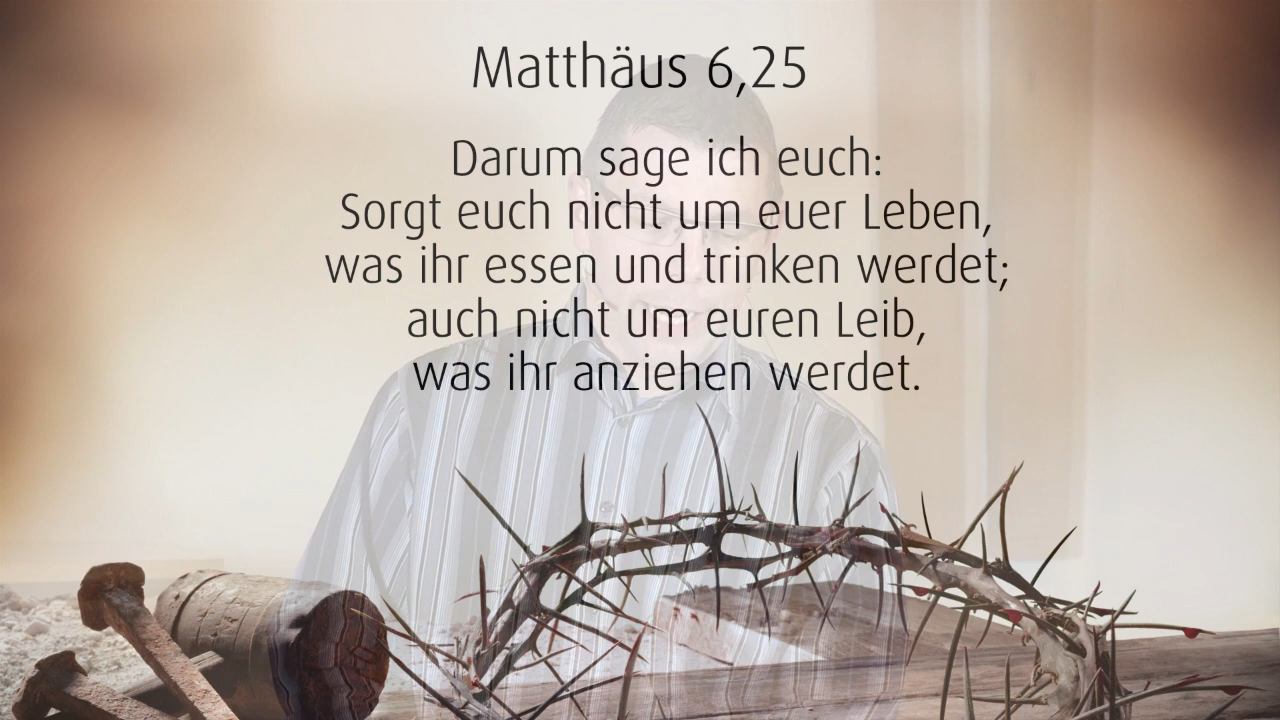 Matthäus 6,25
Darum sage ich euch:
Sorgt euch nicht um euer Leben,
was ihr essen und trinken werdet;
auch nicht um euren Leib,
was ihr anziehen werdet.